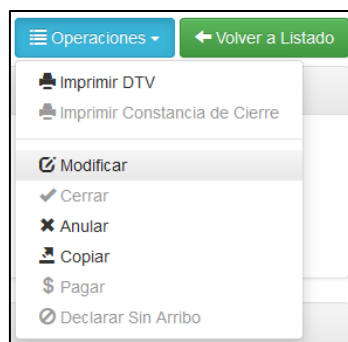 Operaciones
Volver a Listado
Imprimir DTV
Imprimir Constancia de Cierre
Modificar
Cerrar
Anular
Copiar
$ Pagar
Declarar Sin Arribo